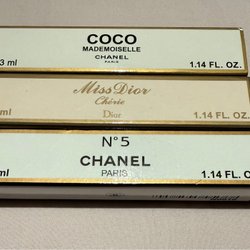 COCO
MADEMOISELLE
CHANEL
PARIS
3 ml
1.14 FL. OZ.
Miss Dior
Chérie
Dior
ml
1.14 FL. OZ.
N°5
CHANEL
PARIS
ml
1.14 FL. OZ.